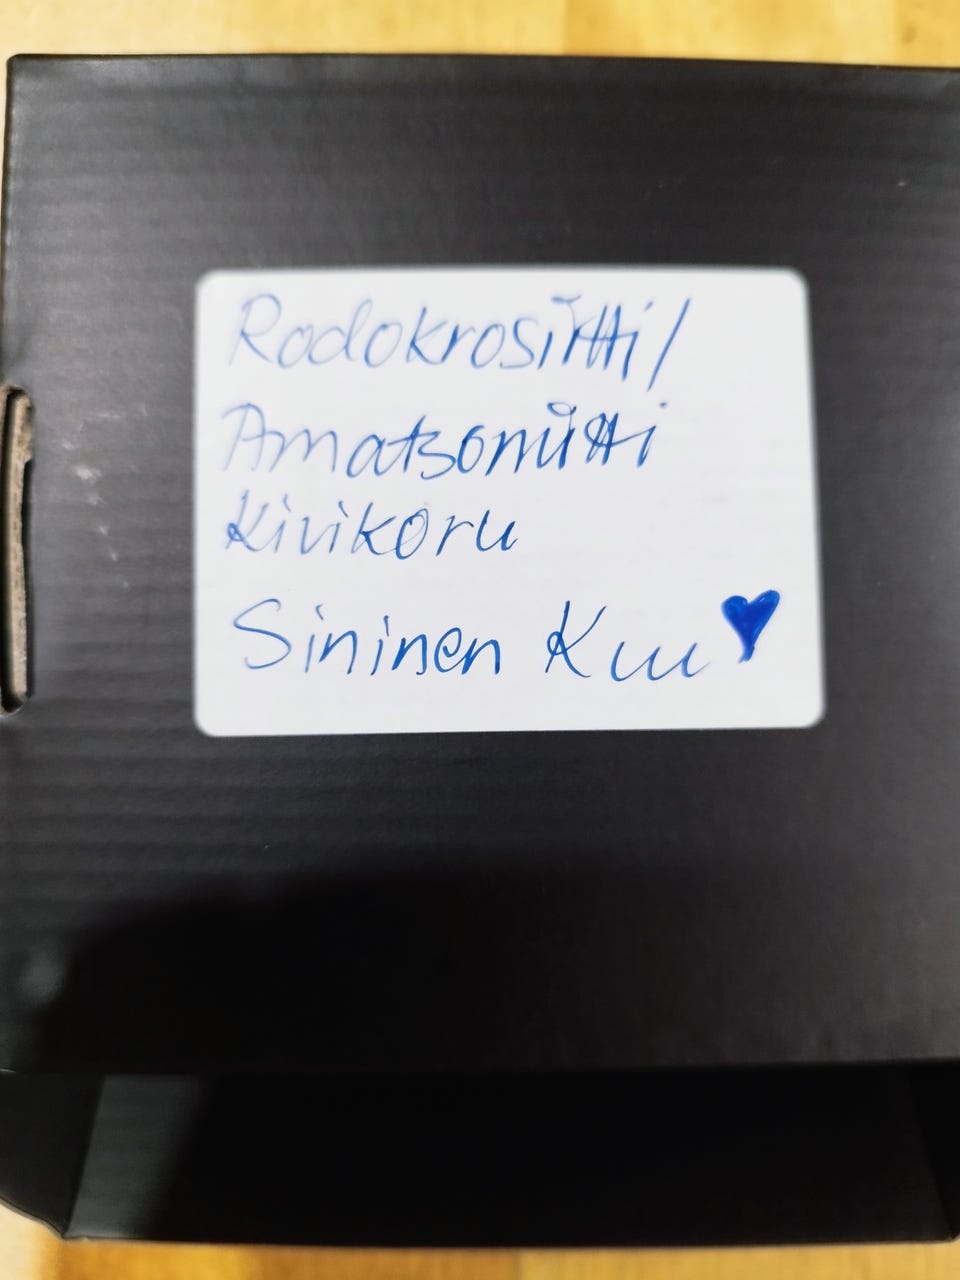 Rodokrosiitti/
Amatsoniitti
Kivikoru
Sininen Kuu